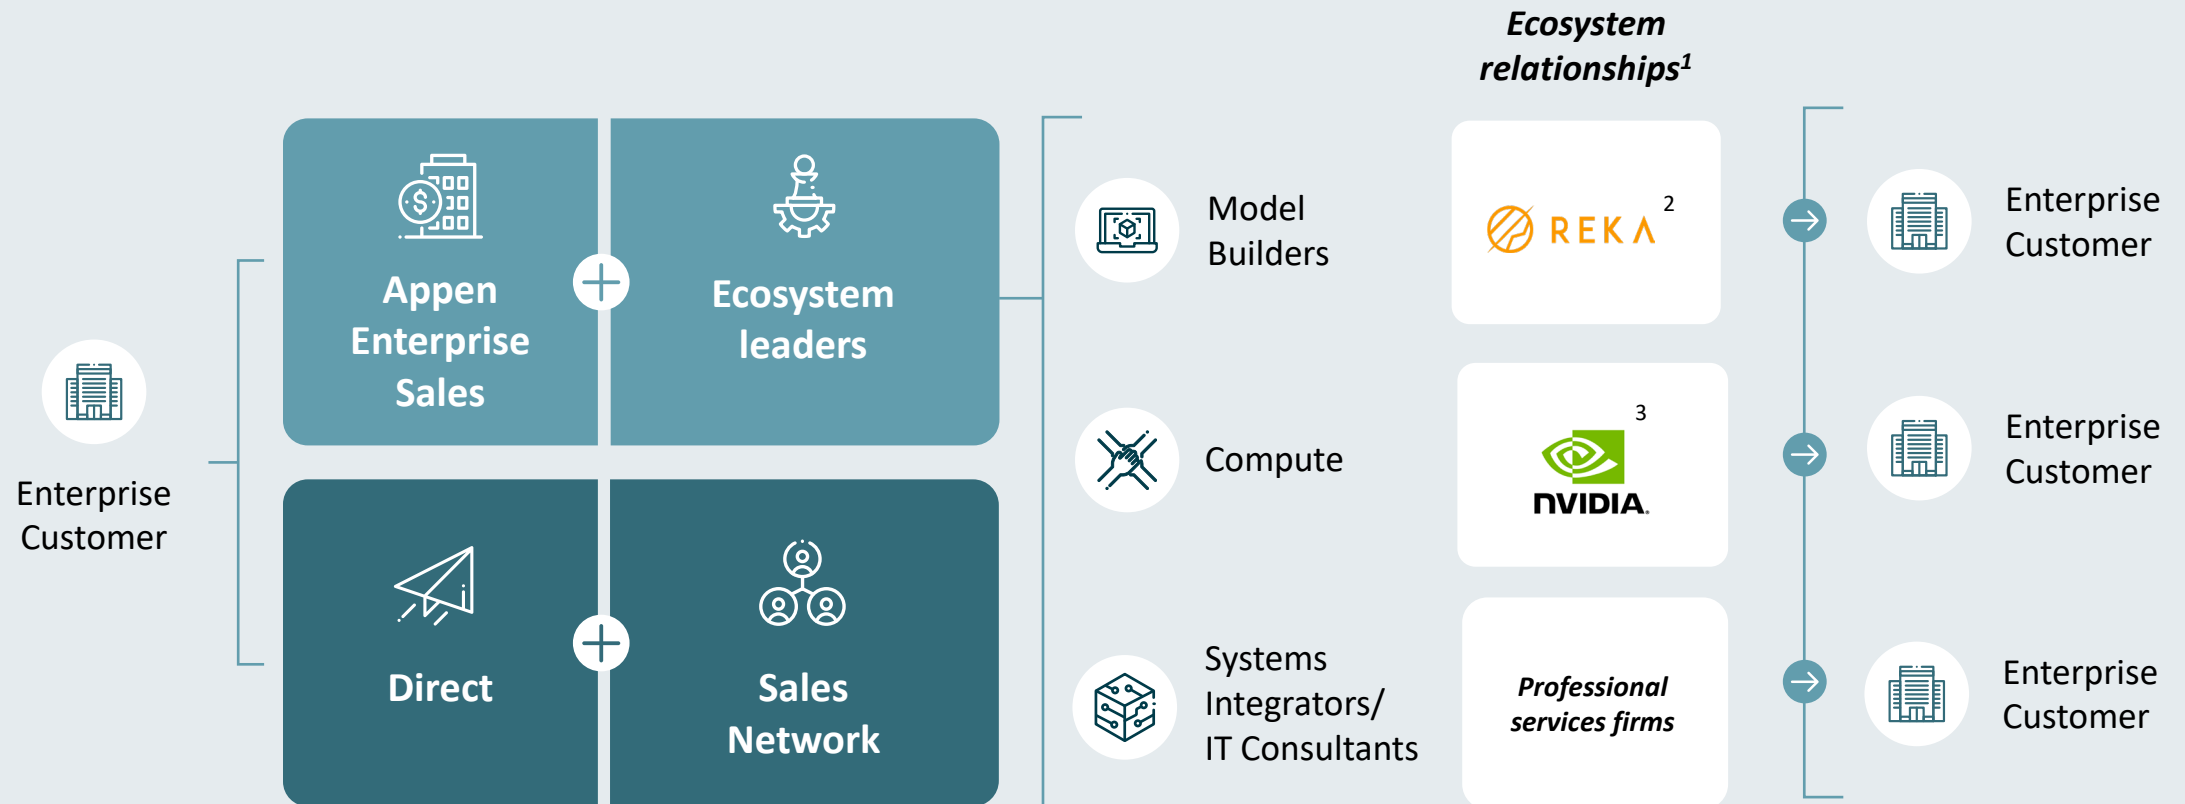 Ecosystem
relationships1
Enterprise
Customer
Appen
Enterprise
Sales
Ecosystem
leaders
Direct
Sales
Network
Model
Builders
REKA 2
Enterprise
Customer
Compute
3
NVIDIA.
Enterprise
Customer
Systems
Integrators/
IT Consultants
Professional
services firms
Enterprise
Customer